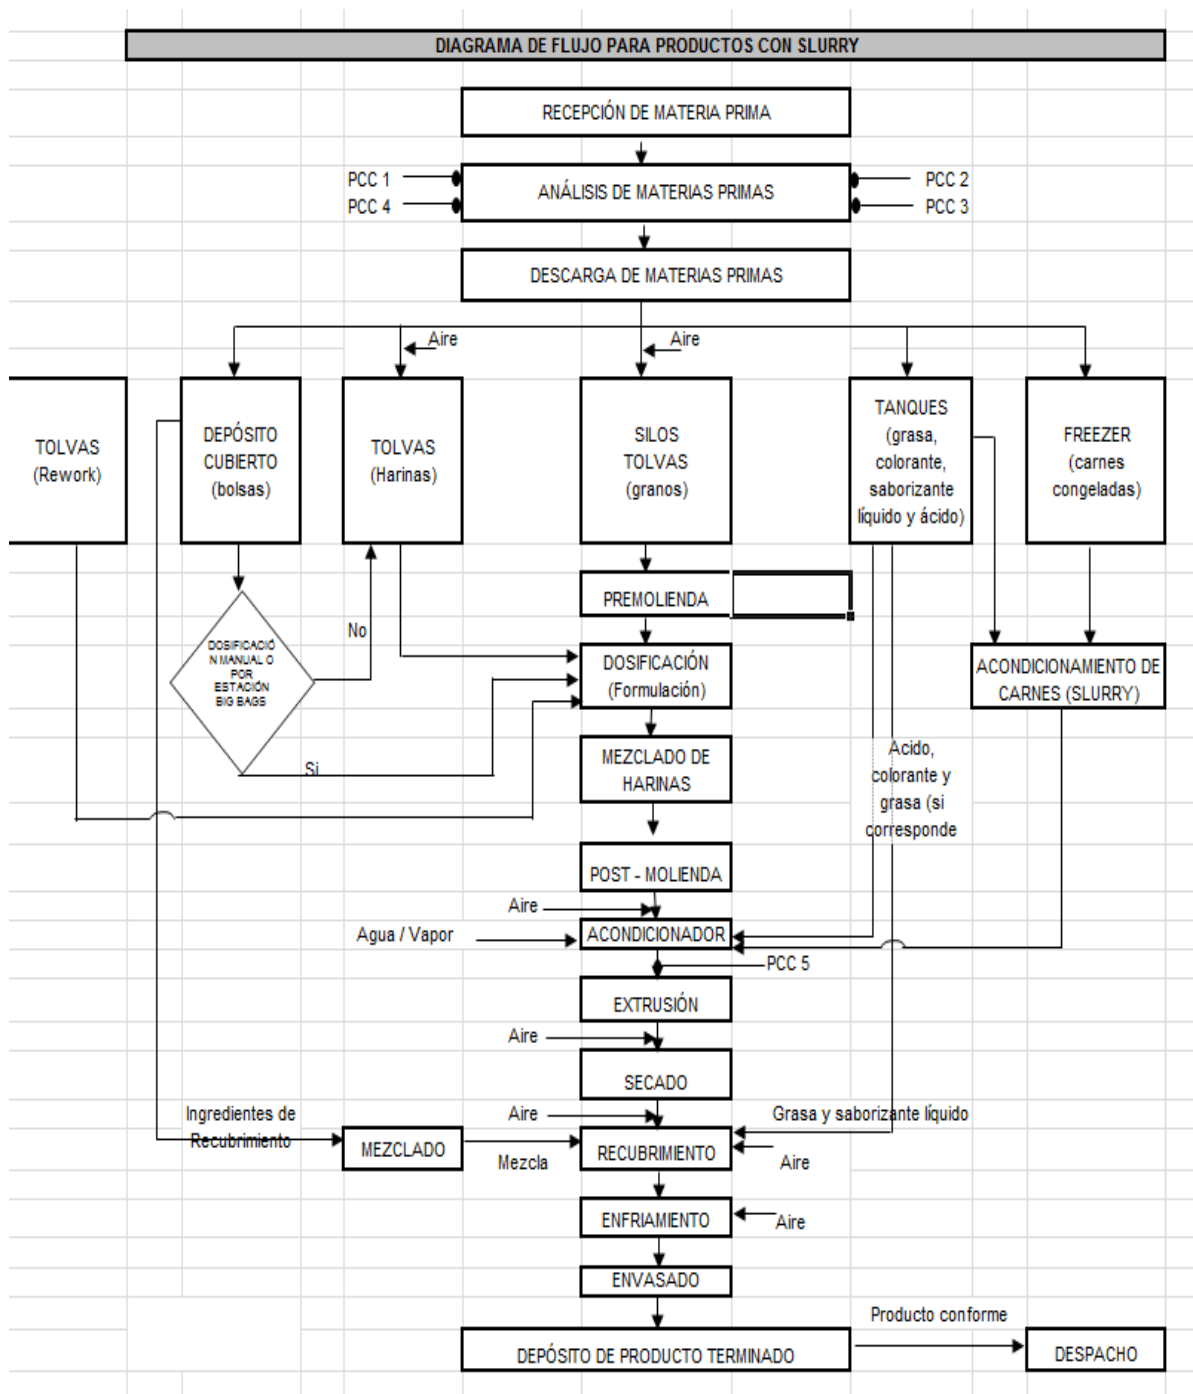 DIAGRAMA DE FLUJO PARA PRODUCTOS CON SLURRY
RECEPCIÓN DE MATERIA PRIMA
PCC 1
PCC 4
ANÁLISIS DE MATERIAS PRIMAS
PCC 2
PCC 3
DESCARGA DE MATERIAS PRIMAS
Aire
Aire
TOLVAS
(Rework)
DEPÓSITO
CUBIERTO
(bolsas)
TOLVAS
(Harinas)
SILOS
TOLVAS
(granos)
TANQUES
(grasa,
colorante,
saborizante
líquido y ácido)
FREEZER
(carnes
congeladas)
PREMOLIENDA
DOSIFICACIÓ
N MANUAL O
POR
ESTACIÓN
BIG BAGS
No
Si
DOSIFICACIÓN
(Formulación)
ACONDICIONAMIENTO DE
CARNES (SLURRY)
MEZCLADO DE
HARINAS
Acido,
colorante y
grasa (si
corresponde
POST - MOLIENDA
Aire
Agua / Vapor
ACONDICIONADOR
PCC 5
EXTRUSIÓN
Aire
SECADO
Ingredientes de
Recubrimiento
Aire
Grasa y saborizante líquido
MEZCLADO
Mezcla
RECUBRIMIENTO
Aire
ENFRIAMIENTO
Aire
ENVASADO
Producto conforme
DEPÓSITO DE PRODUCTO TERMINADO
DESPACHO